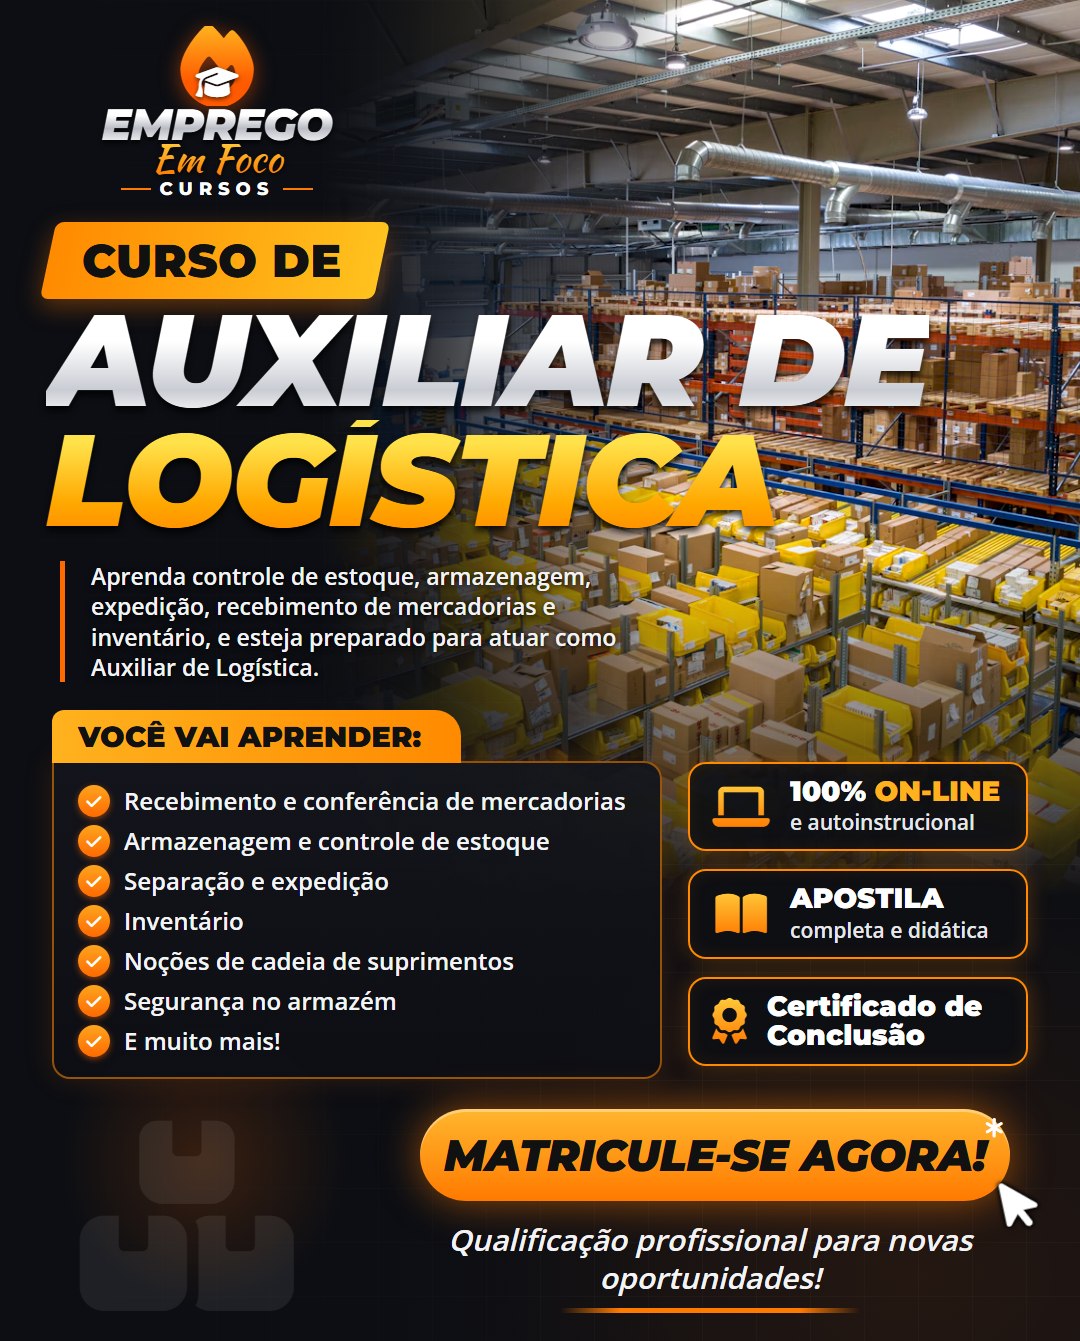 EMPREGO
Em Foco
CURSOS
CURSO DE
AUXILIAR DE
LOGÍSTICA
Aprenda controle de estoque, armazenagem,
expedição, recebimento de mercadorias e
inventário, e esteja preparado para atuar como
Auxiliar de Logística.
VOCÊ VAI APRENDER:
Recebimento e conferência de mercadorias
Armazenagem e controle de estoque
Separação e expedição
Inventário
Noções de cadeia de suprimentos
Segurança no armazém
E muito mais!
100% ON-LINE
e autoinstrucional
APOSTILA
completa e didática
Certificado de
Conclusão
MATRICULE-SE AGORA!*
Qualificação profissional para novas
oportunidades!